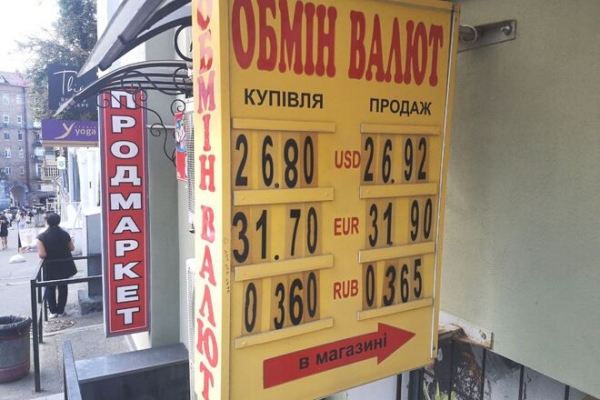 ОБМІН ВАЛЮТ
КУПІВЛЯ ПРОДАЖ
26.80 USD 26.92
31.70 EUR 31.90
0.360 RUB 0.365
в магазині
ОБМІН ВАЛЮТ
ПРОДМАРКЕТ
yoga